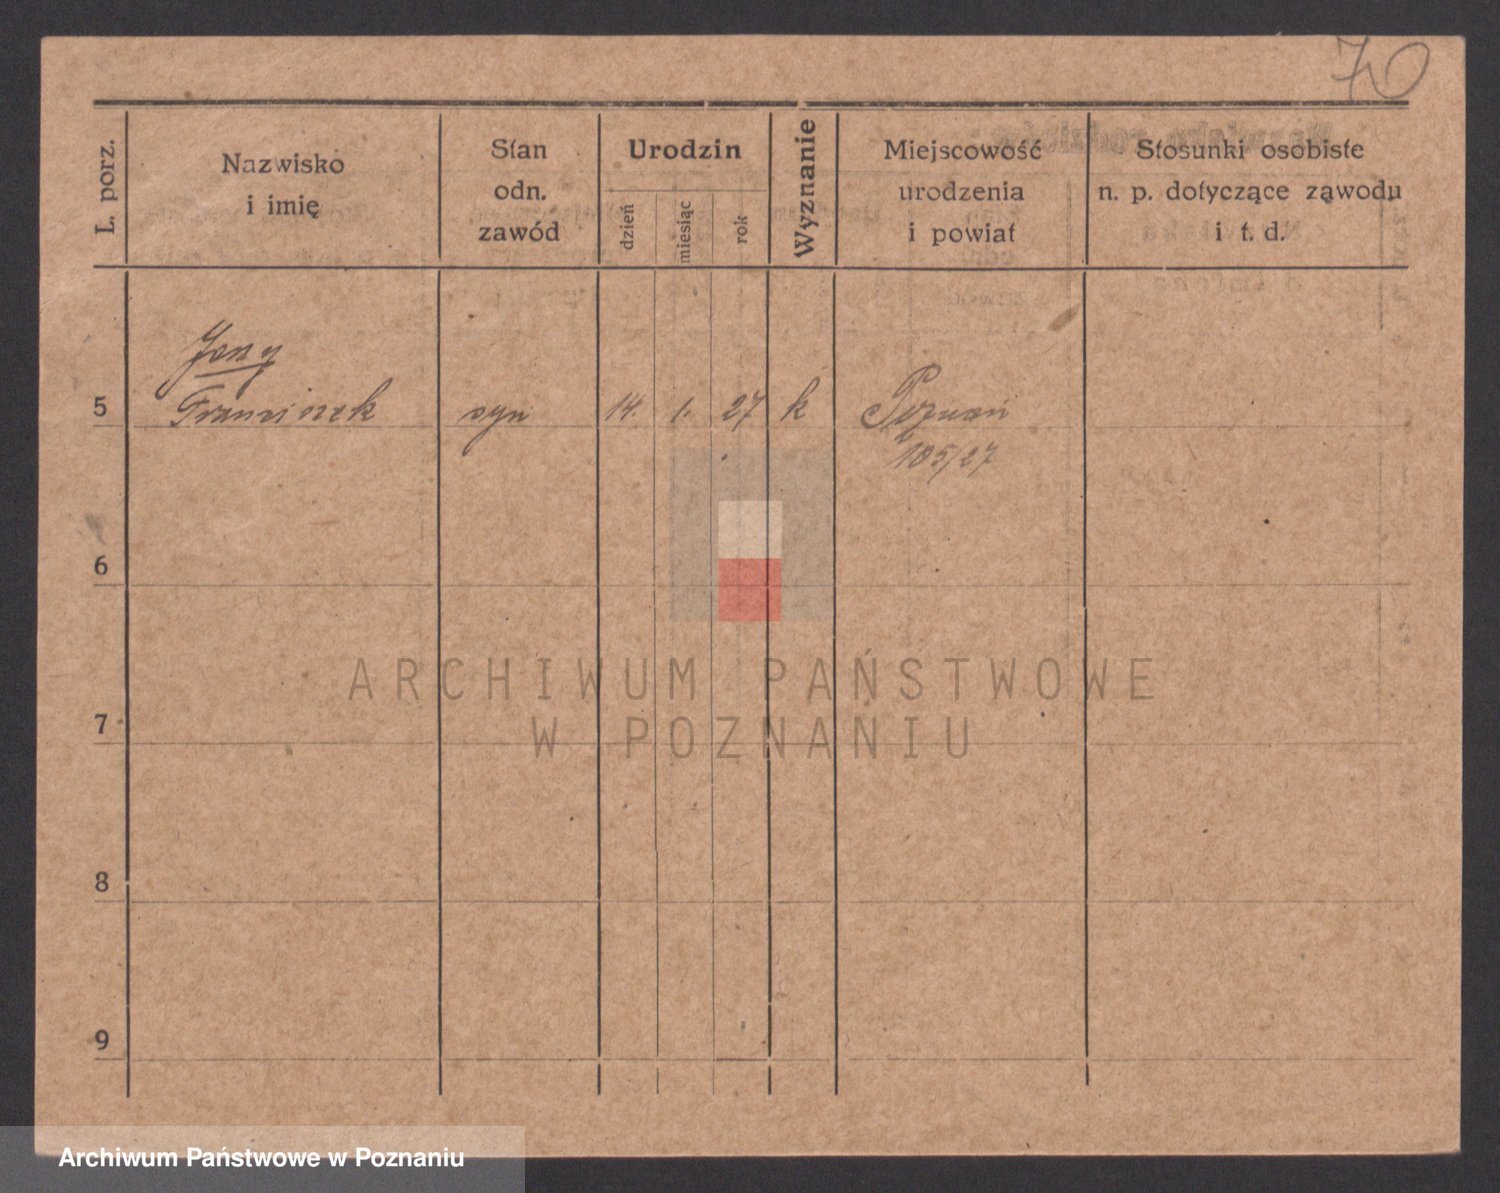 70
L. porz.
Nazwisko
i imię
Stan
odn.
zawód
Urodzin
dzień
miesiąc
rok
Wyznanie
Miejscowość
urodzenia
i powiat
Stosunki osobiste
n. p. dotyczące zawodu
i t. d.
5
Franciszek syn 14. 1. 27 k Poznań
105/27
6
7
8
9
ARCHIWUM PAŃSTWOWE
W POZNANIU
Archiwum Państwowe w Poznaniu